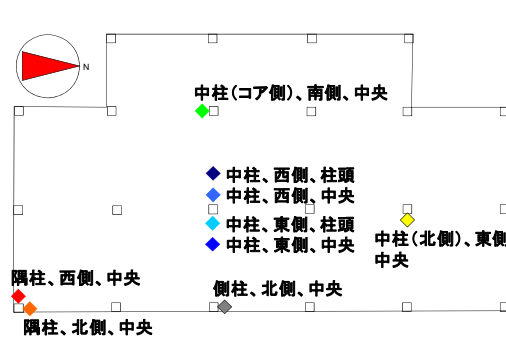 N
中柱（コア側）、南側、中央
中柱、西側、柱頭
中柱、西側、中央
中柱、東側、柱頭
中柱、東側、中央
中柱（北側）、東側
中央
隅柱、西側、中央
側柱、北側、中央
隅柱、北側、中央